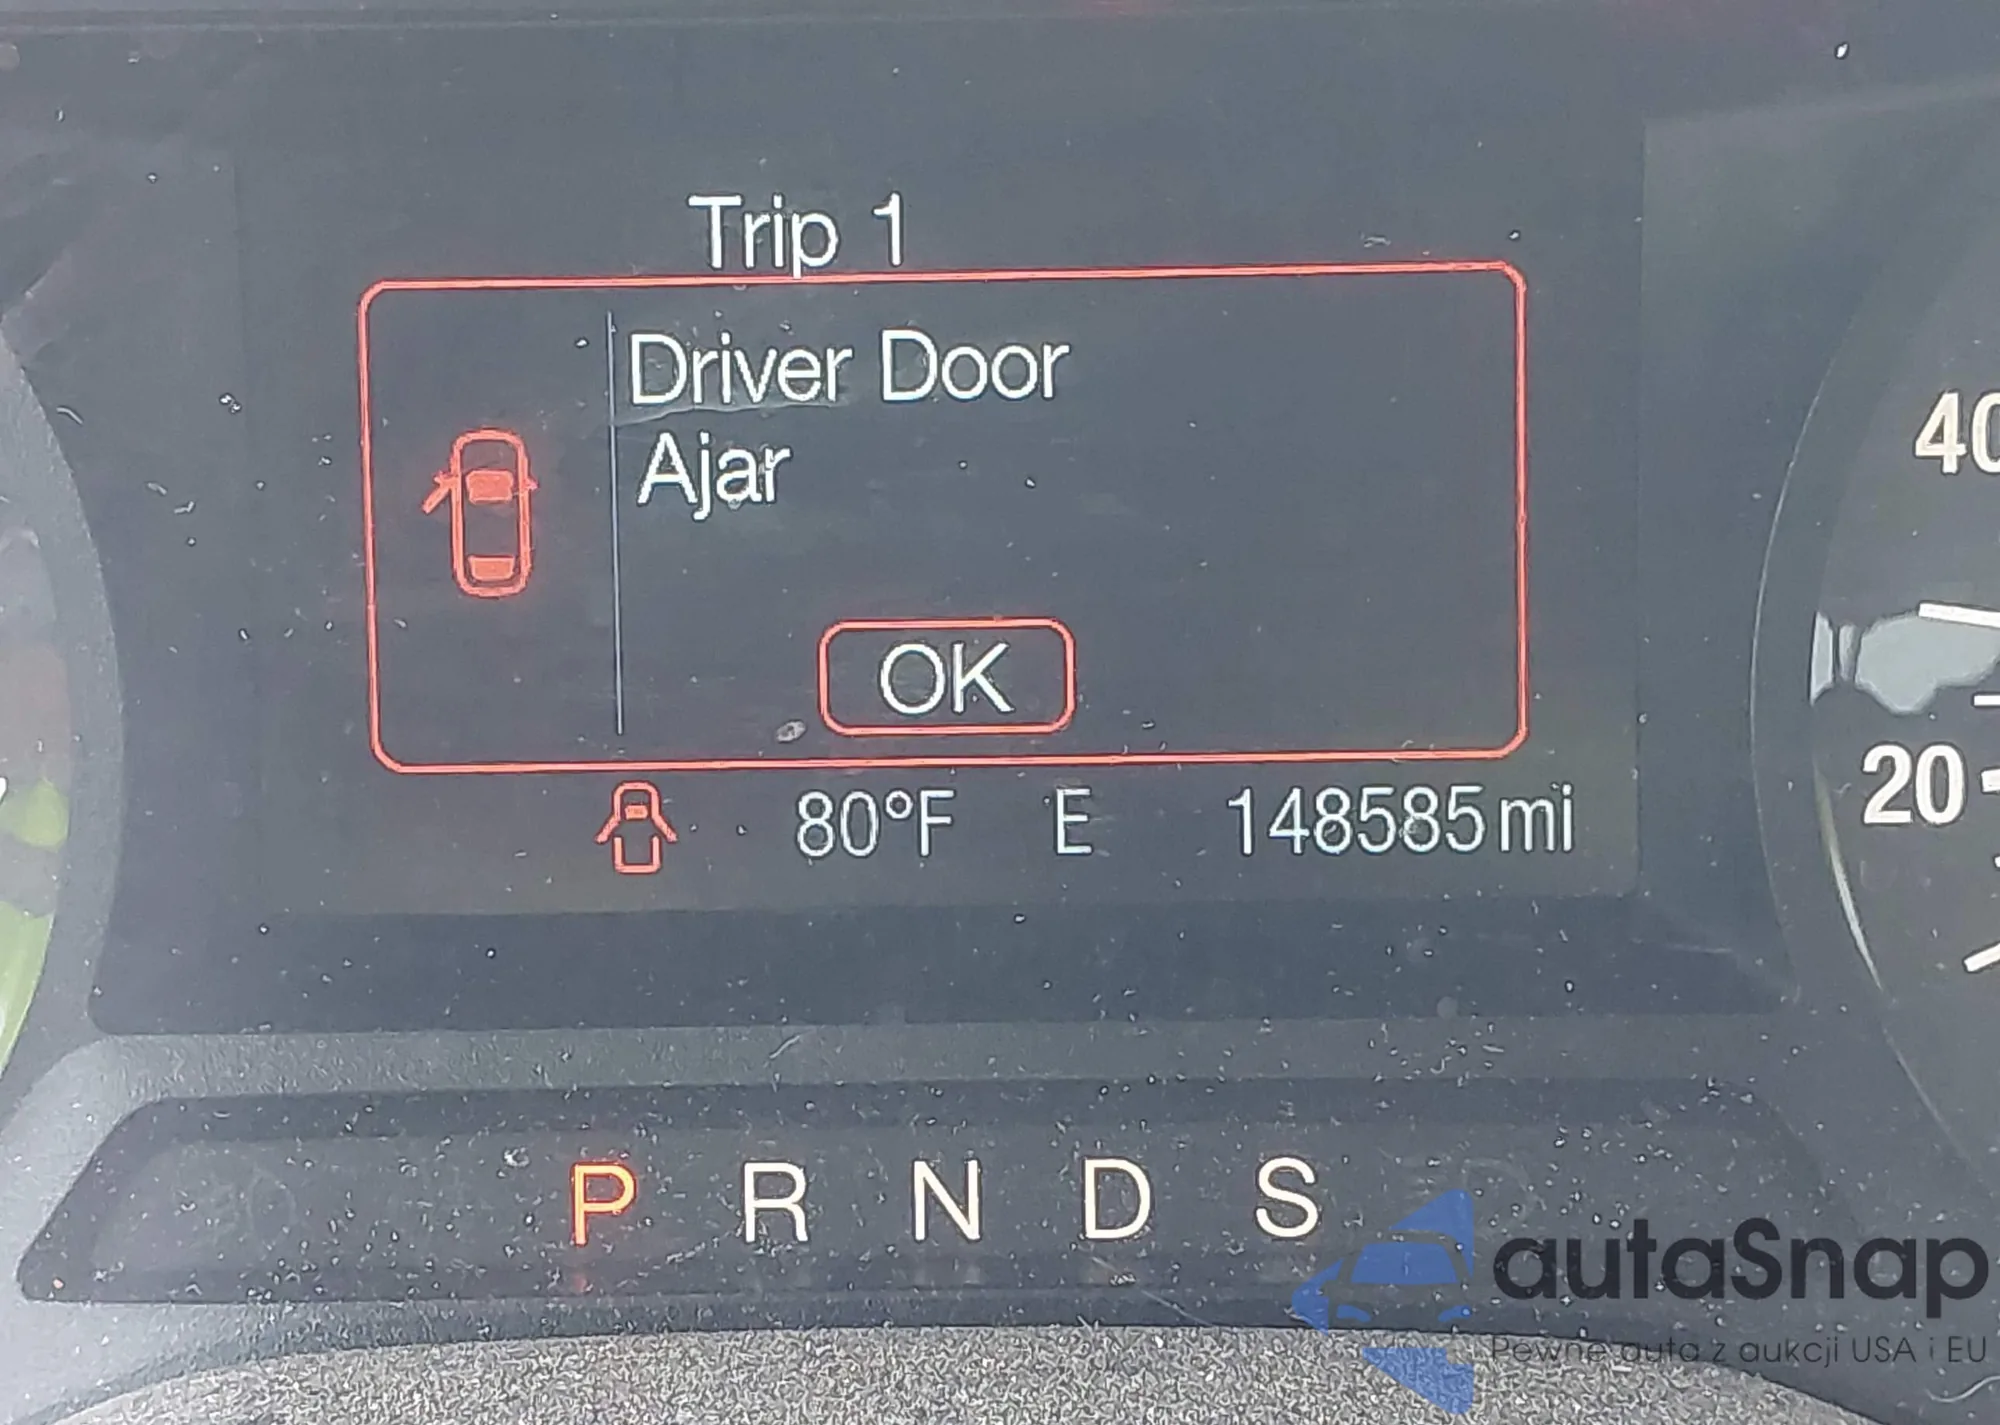 Trip 1
Driver Door
Ajar
OK
80°F E 148585 mi
40
20
P R N D S
autaSnap
Pewne auta z aukcji USA i EU